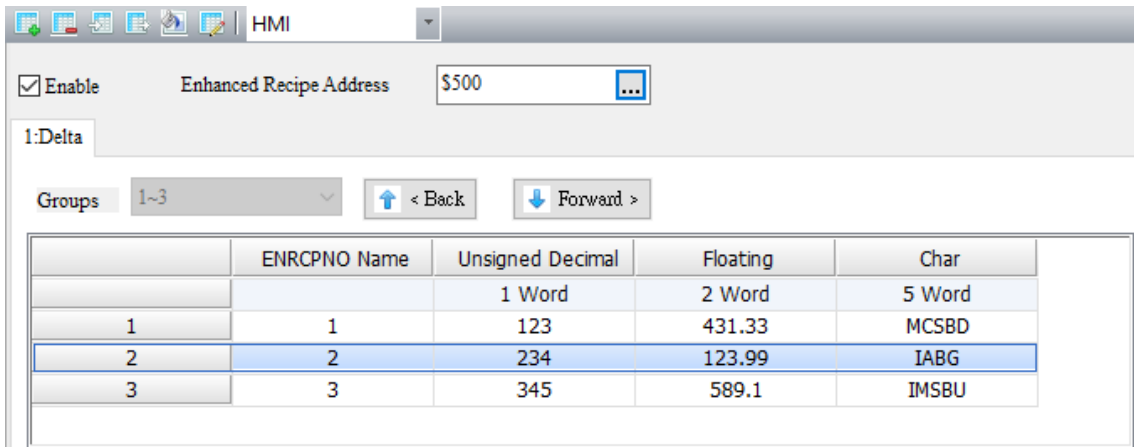 HMI
Enable Enhanced Recipe Address $500 ...
1:Delta
Groups 1~3 < Back Forward >
ENRCPNO Name Unsigned Decimal Floating Char
1 Word 2 Word 5 Word
1 1 123 431.33 MCSBD
2 2 234 123.99 IABG
3 3 345 589.1 IMSBU